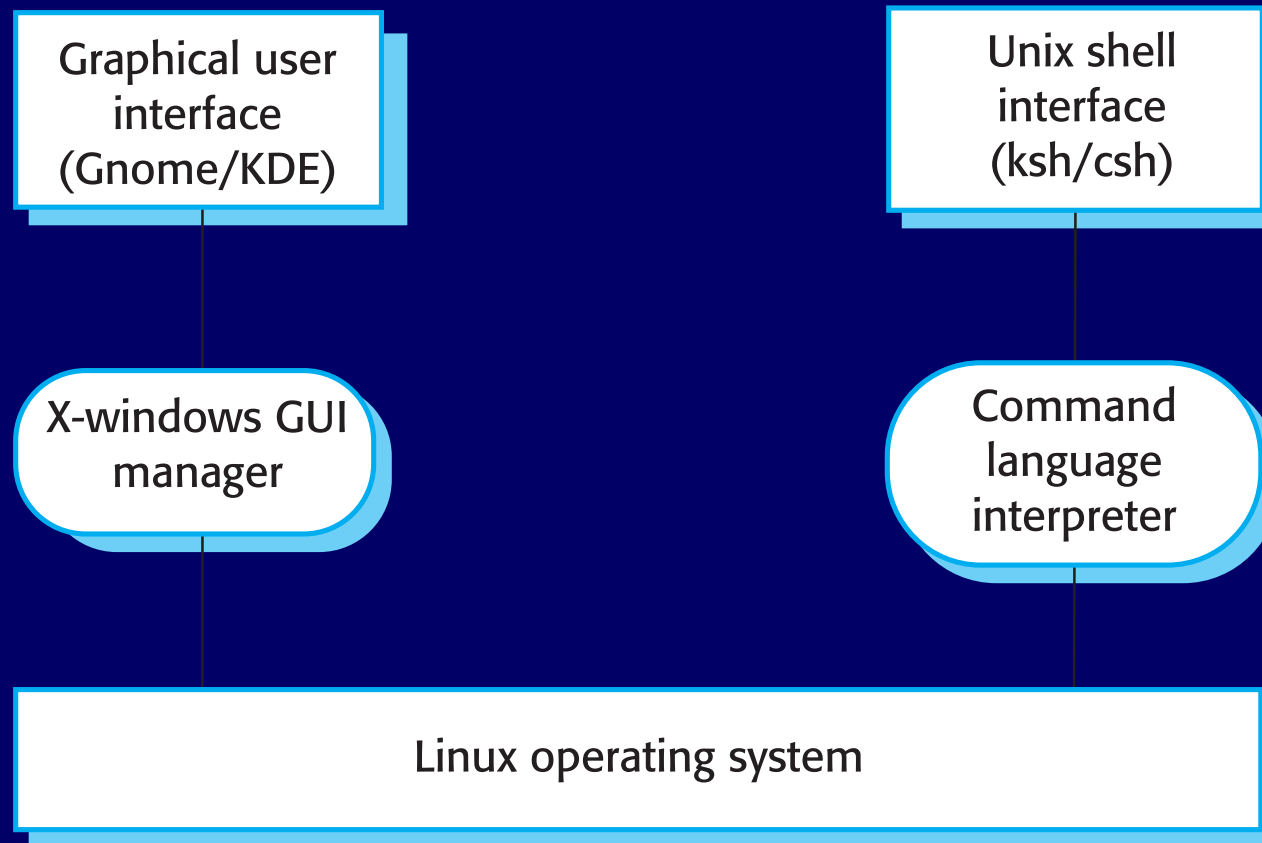 Graphical user
interface
(Gnome/KDE)
Unix shell
interface
(ksh/csh)
X-windows GUI
manager
Command
language
interpreter
Linux operating system